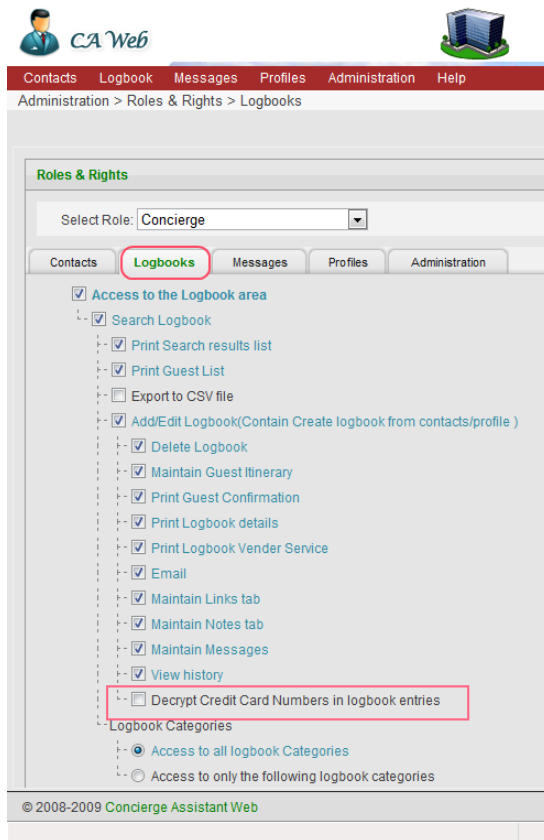 CA Web
Contacts Logbook Messages Profiles Administration Help
Administration > Roles & Rights > Logbooks
Roles & Rights
Select Role: Concierge
Contacts Logbooks Messages Profiles Administration
Access to the Logbook area
Search Logbook
Print Search results list
Print Guest List
Export to CSV file
Add/Edit Logbook(Contain Create logbook from contacts/profile )
Delete Logbook
Maintain Guest Itinerary
Print Guest Confirmation
Print Logbook details
Print Logbook Vender Service
Email
Maintain Links tab
Maintain Notes tab
Maintain Messages
View history
Decrypt Credit Card Numbers in logbook entries
Logbook Categories
Access to all logbook Categories
Access to only the following logbook categories
© 2008-2009 Concierge Assistant Web